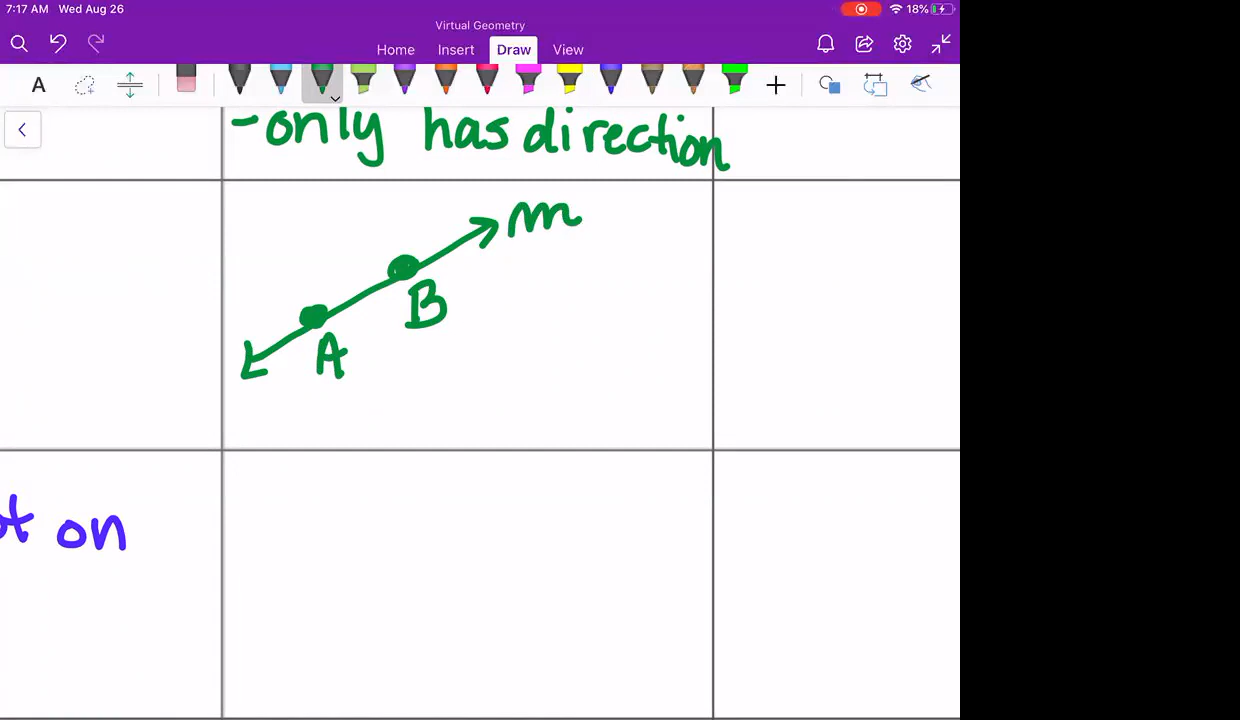 7:17 AM Wed Aug 26
18%
Virtual Geometry
Home Insert Draw View
A
-only has direction
m
B
A
on